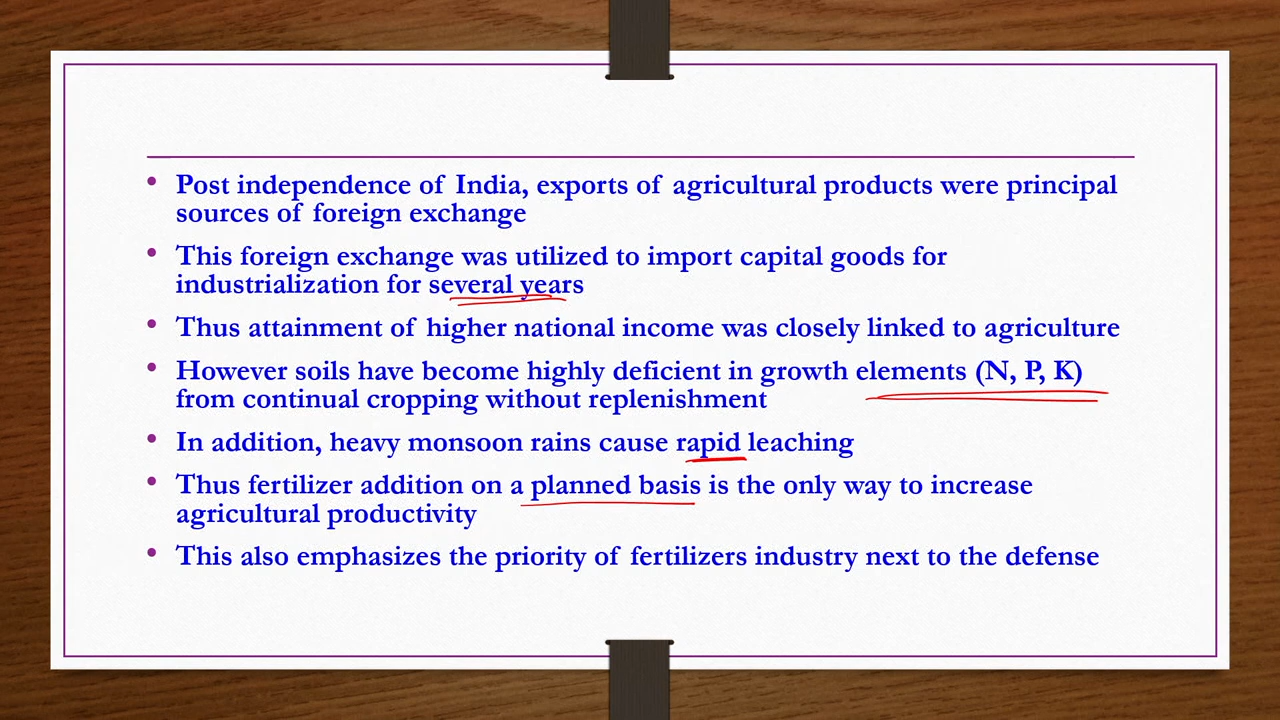 • Post independence of India, exports of agricultural products were principal
sources of foreign exchange
• This foreign exchange was utilized to import capital goods for
industrialization for several years
• Thus attainment of higher national income was closely linked to agriculture
• However soils have become highly deficient in growth elements (N, P, K)
from continual cropping without replenishment
• In addition, heavy monsoon rains cause rapid leaching
• Thus fertilizer addition on a planned basis is the only way to increase
agricultural productivity
• This also emphasizes the priority of fertilizers industry next to the defense